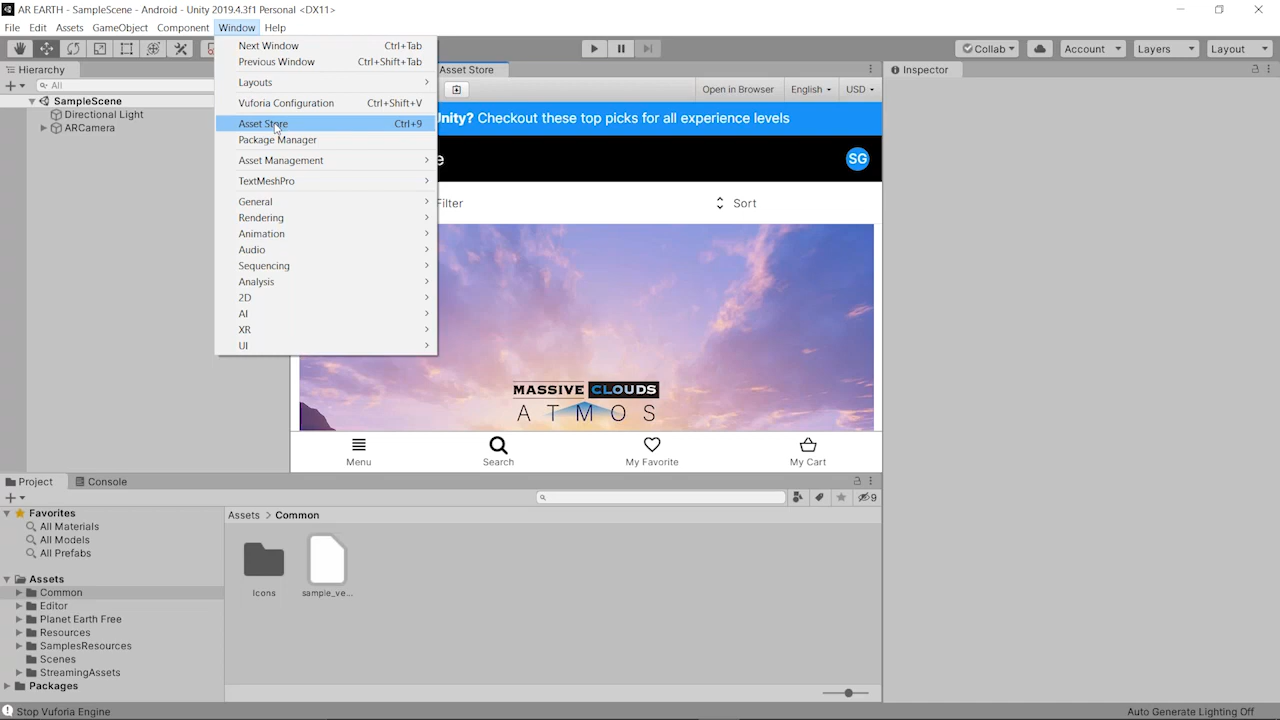 AR EARTH - SampleScene - Android - Unity 2019.4.3f1 Personal <DX11>
File Edit Assets GameObject Component Window Help
Collab Account Layers Layout
Hierarchy
All
SampleScene
Directional Light
ARCamera
Next Window Ctrl+Tab
Previous Window Ctrl+Shift+Tab
Layouts
Vuforia Configuration Ctrl+Shift+V
Asset Store Ctrl+9
Package Manager
Asset Management
TextMeshPro
General
Rendering
Animation
Audio
Sequencing
Analysis
2D
AI
XR
UI
Asset Store
Open in Browser English USD
Unity? Checkout these top picks for all experience levels
e SG
Filter Sort
MASSIVE CLOUDS
ATMOS
Menu Search My Favorite My Cart
Inspector
Project Console
9
Favorites
All Materials
All Models
All Prefabs
Assets
Common
Editor
Planet Earth Free
Resources
SamplesResources
Scenes
StreamingAssets
Packages
Assets > Common
Icons sample_ve...
Stop Vuforia Engine
Auto Generate Lighting Off